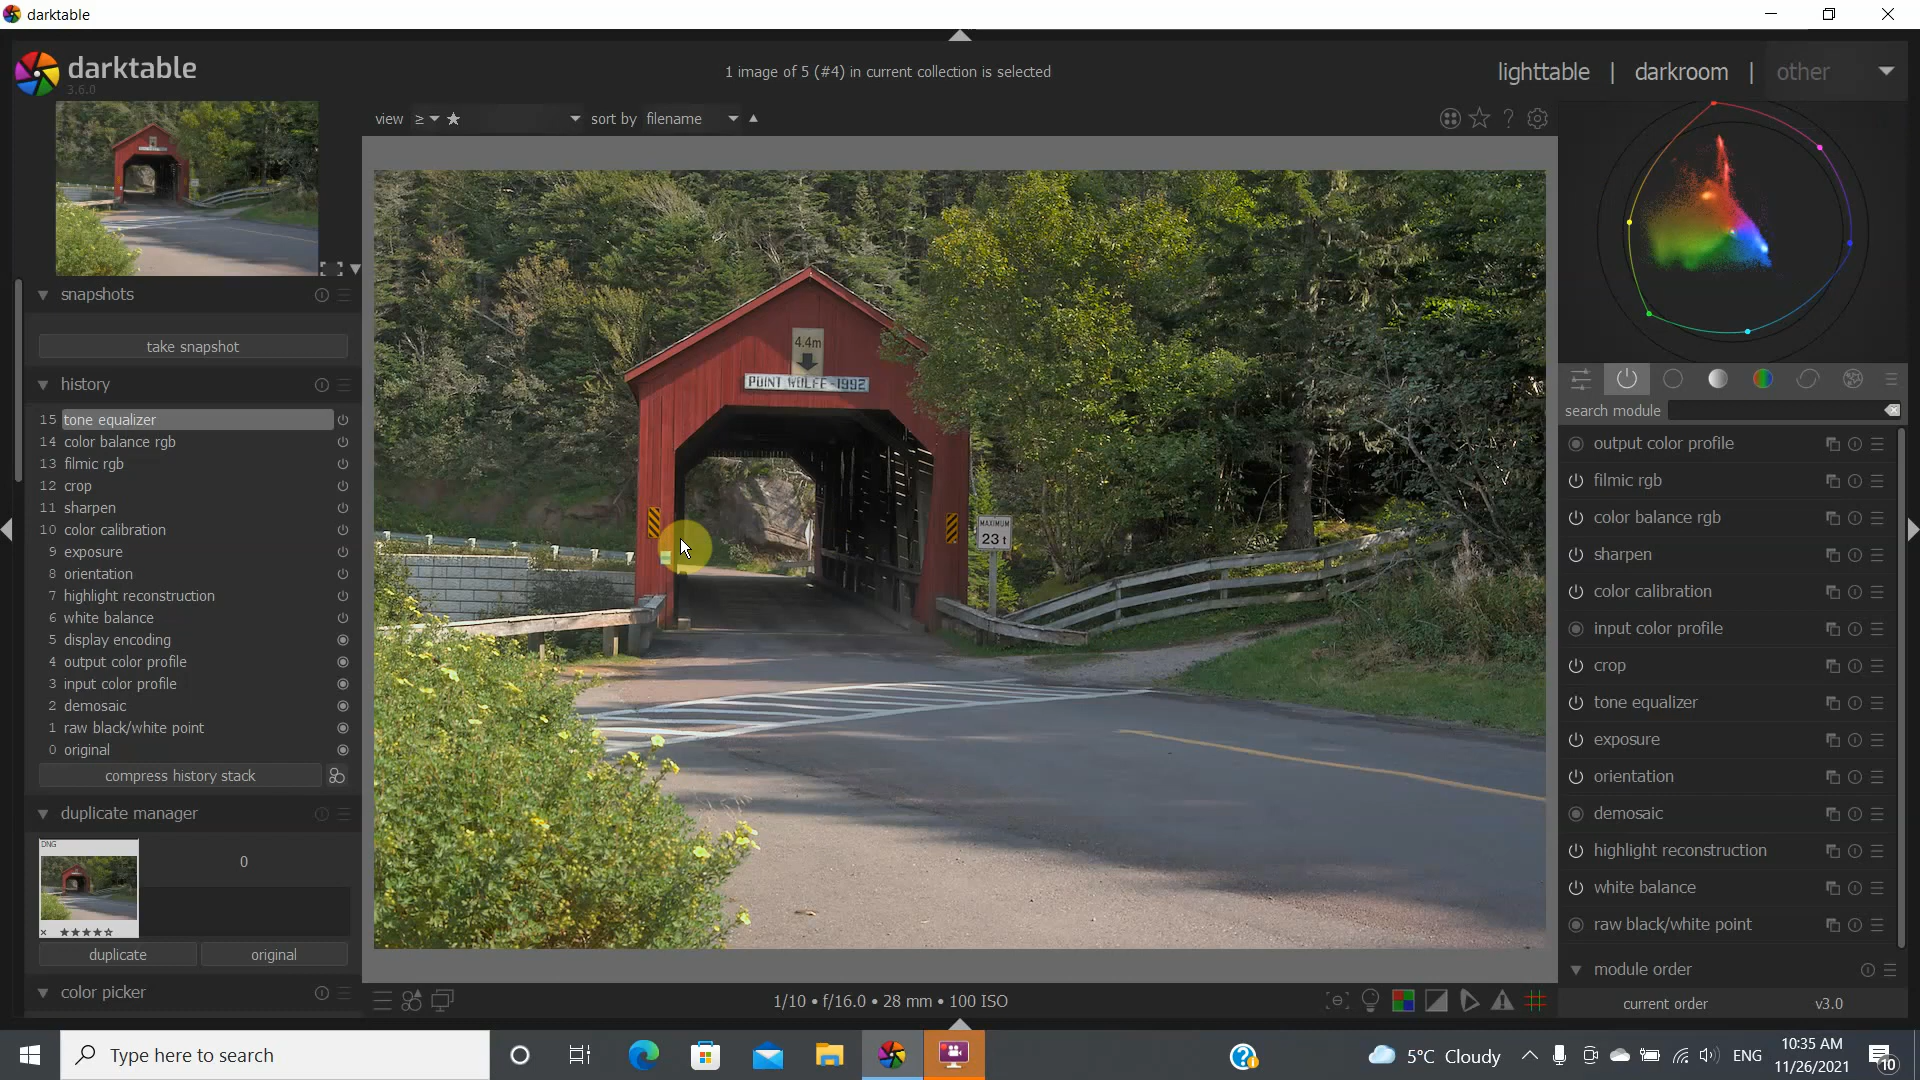 darktable
darktable
3.6.0
1 image of 5 (#4) in current collection is selected
lighttable | darkroom | other
view ≥ ★ sort by filename
?
snapshots
take snapshot
history
15 tone equalizer
14 color balance rgb
13 filmic rgb
12 crop
11 sharpen
10 color calibration
9 exposure
8 orientation
7 highlight reconstruction
6 white balance
5 display encoding
4 output color profile
3 input color profile
2 demosaic
1 raw black/white point
0 original
compress history stack
duplicate manager
DNG
0
duplicate
original
color picker
4.4m
POINT WOLFE-1992
MAXIMUM
23 t
1/10 • f/16.0 • 28 mm • 100 ISO
search module
output color profile
filmic rgb
color balance rgb
sharpen
color calibration
input color profile
crop
tone equalizer
exposure
orientation
demosaic
highlight reconstruction
white balance
raw black/white point
module order
current order v3.0
Type here to search
5°C Cloudy
ENG
10:35 AM
11/26/2021
10